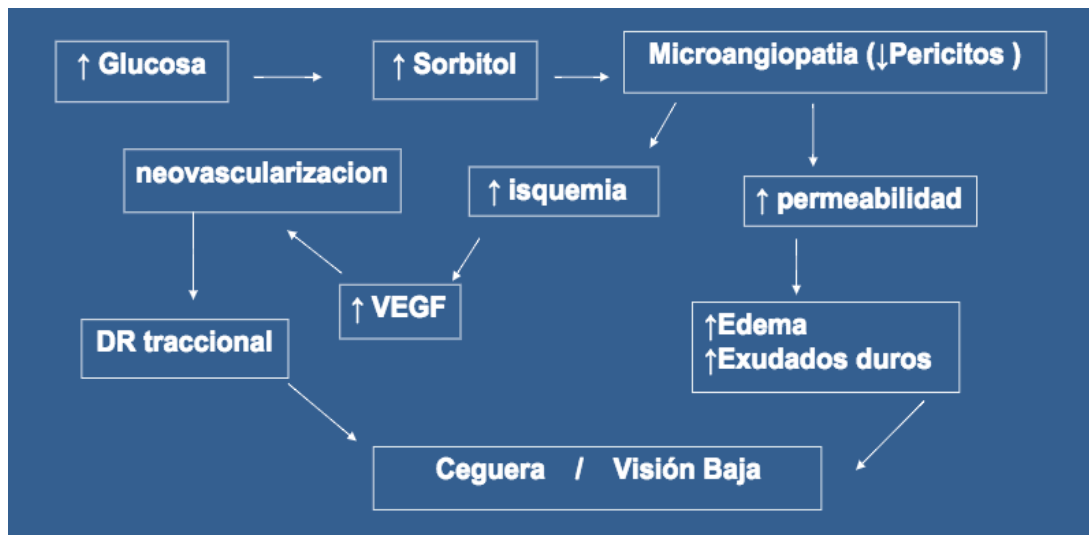 ↑ Glucosa
↑ Sorbitol
Microangiopatia (↓Pericitos )
neovascularizacion
↑ isquemia
↑ permeabilidad
↑ VEGF
DR traccional
↑Edema
↑Exudados duros
Ceguera / Visión Baja